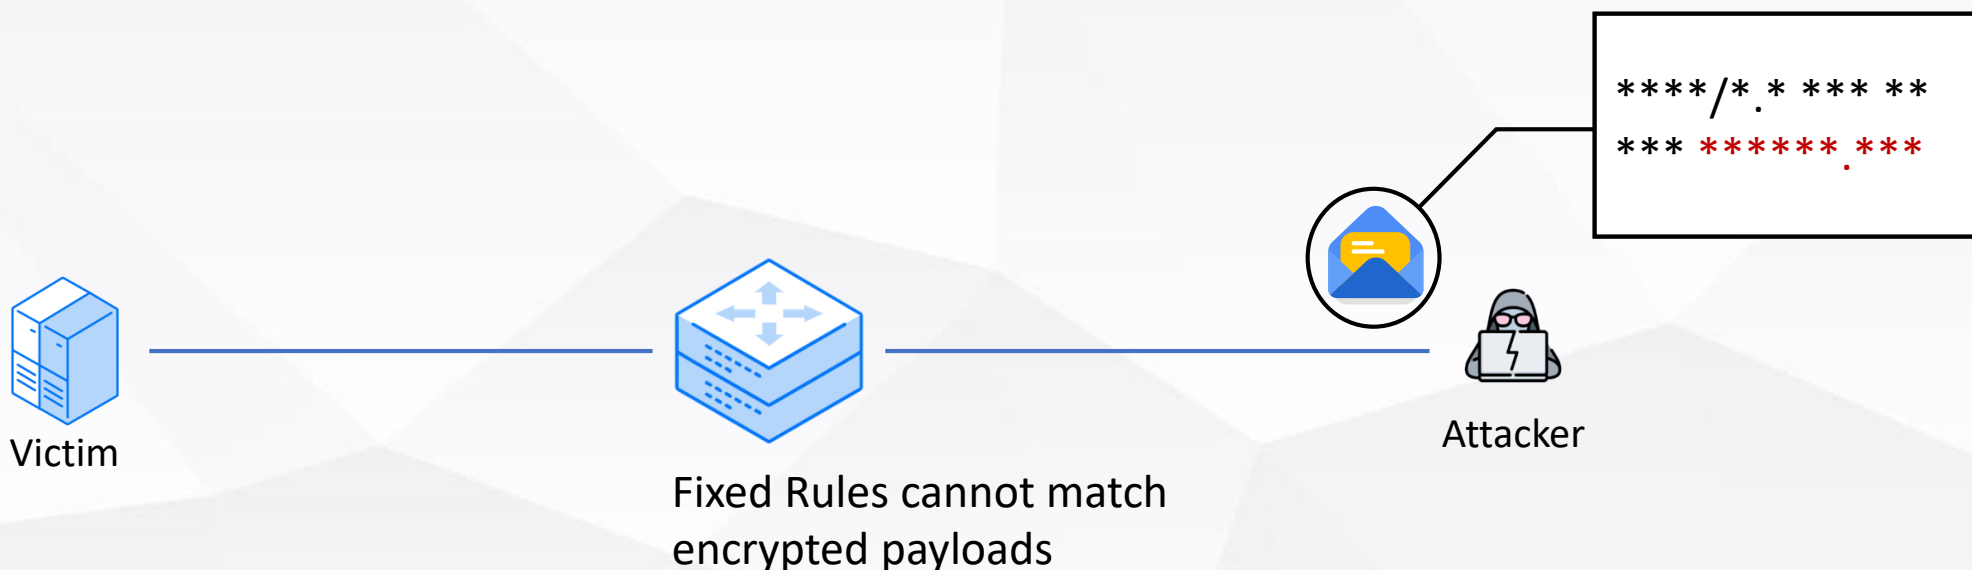 ****/*.* *** **
*** ******.***
Victim
Attacker
Fixed Rules cannot match
encrypted payloads